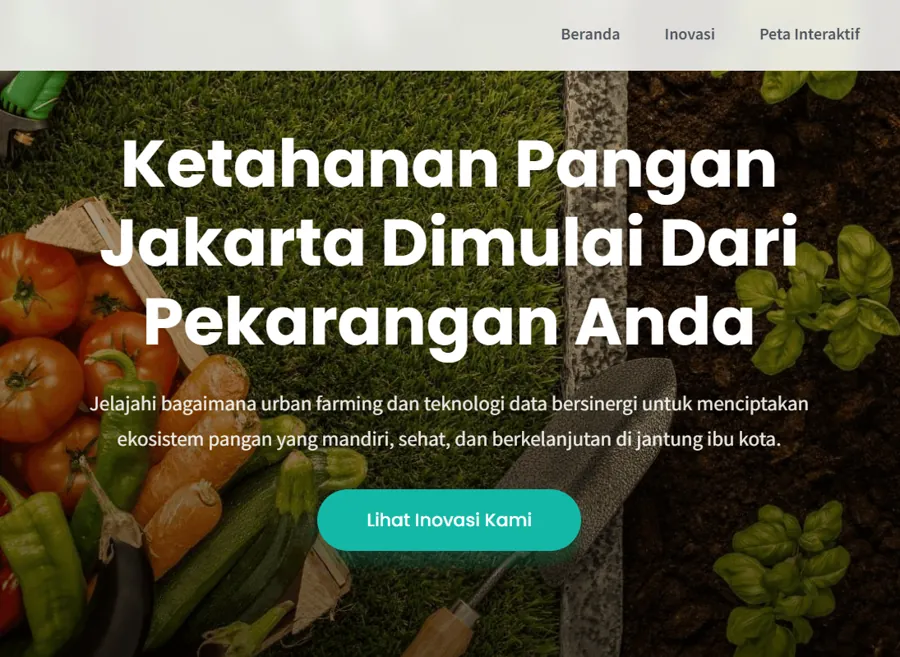 Beranda
Inovasi
Peta Interaktif
Ketahanan Pangan
Jakarta Dimulai Dari
Pekarangan Anda
Jelajahi bagaimana urban farming dan teknologi data bersinergi untuk menciptakan
ekosistem pangan yang mandiri, sehat, dan berkelanjutan di jantung ibu kota.
Lihat Inovasi Kami